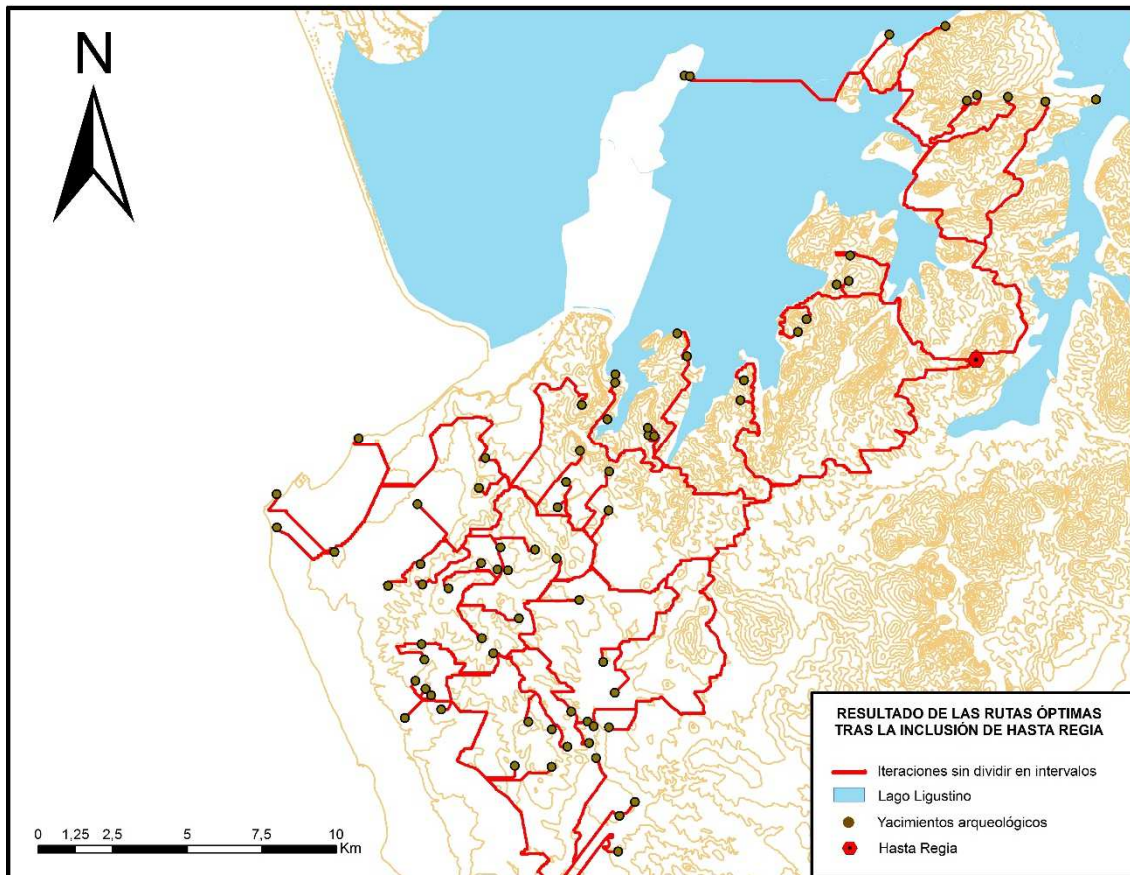 N
RESULTADO DE LAS RUTAS ÓPTIMAS
TRAS LA INCLUSIÓN DE HASTA REGIA
Iteraciones sin dividir en intervalos
Lago Ligustino
Yacimientos arqueológicos
Hasta Regia
0 1,25 2,5 5 7,5 10
Km